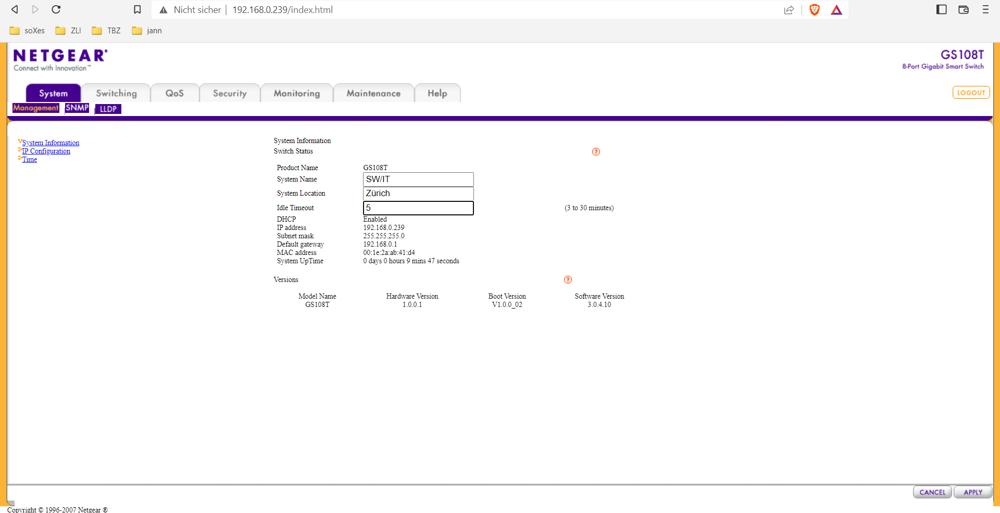 Nicht sicher 192.168.0.239/index.html
soXes ZLI TBZ jann
NETGEAR®
Connect with Innovation™
GS108T
8-Port Gigabit Smart Switch
System Switching QoS Security Monitoring Maintenance Help
LOGOUT
Management SNMP LLDP
System Information
IP Configuration
Time
System Information
Switch Status
?
Product Name GS108T
System Name SW/IT
System Location Zürich
Idle Timeout 5 (3 to 30 minutes)
DHCP Enabled
IP address 192.168.0.239
Subnet mask 255.255.255.0
Default gateway 192.168.0.1
MAC address 00:1e:2a:ab:41:d4
System UpTime 0 days 0 hours 9 mins 47 seconds
Versions ?
Model Name Hardware Version Boot Version Software Version
GS108T 1.0.0.1 V1.0.0_02 3.0.4.10
CANCEL APPLY
Copyright © 1996-2007 Netgear ®